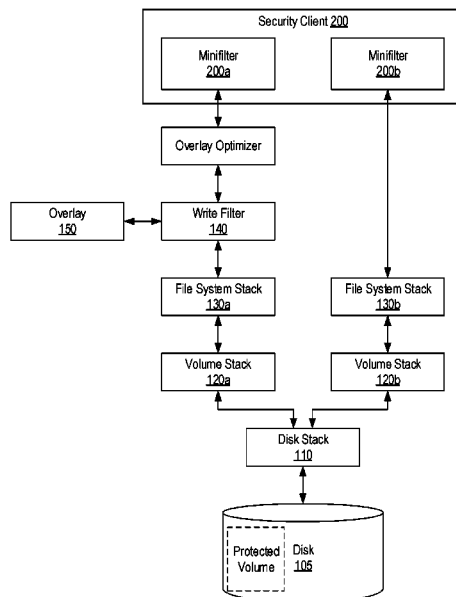 Security Client 200
Minifilter
200a
Minifilter
200b
Overlay Optimizer
Overlay
150
Write Filter
140
File System Stack
130a
File System Stack
130b
Volume Stack
120a
Volume Stack
120b
Disk Stack
110
Protected
Volume
Disk
105